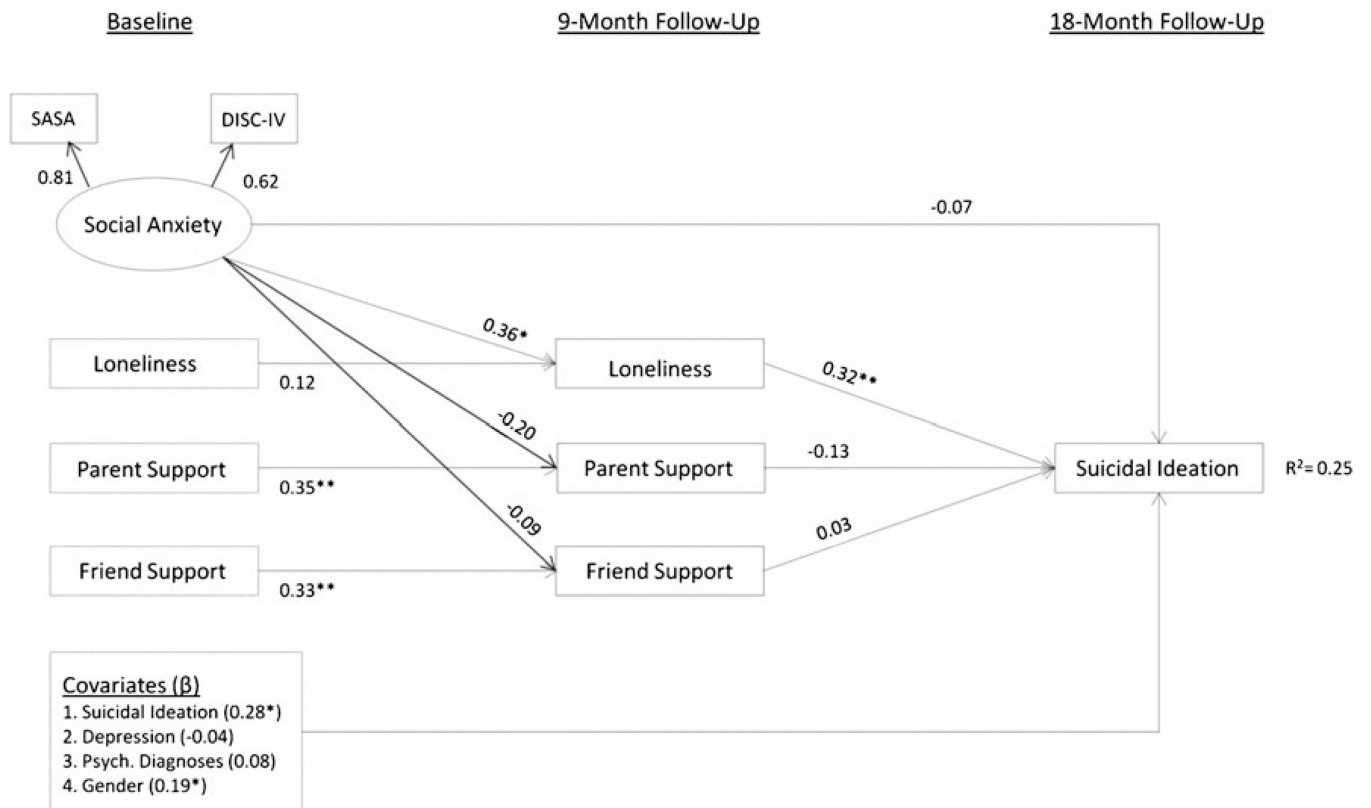 Baseline
9-Month Follow-Up
18-Month Follow-Up
SASA
DISC-IV
0.81
0.62
Social Anxiety
-0.07
0.36*
Loneliness
0.12
Loneliness
0.32**
-0.20
Parent Support
0.35**
Parent Support
-0.13
Suicidal Ideation
R²= 0.25
-0.09
Friend Support
0.33**
Friend Support
0.03
Covariates (β)
1. Suicidal Ideation (0.28*)
2. Depression (-0.04)
3. Psych. Diagnoses (0.08)
4. Gender (0.19*)